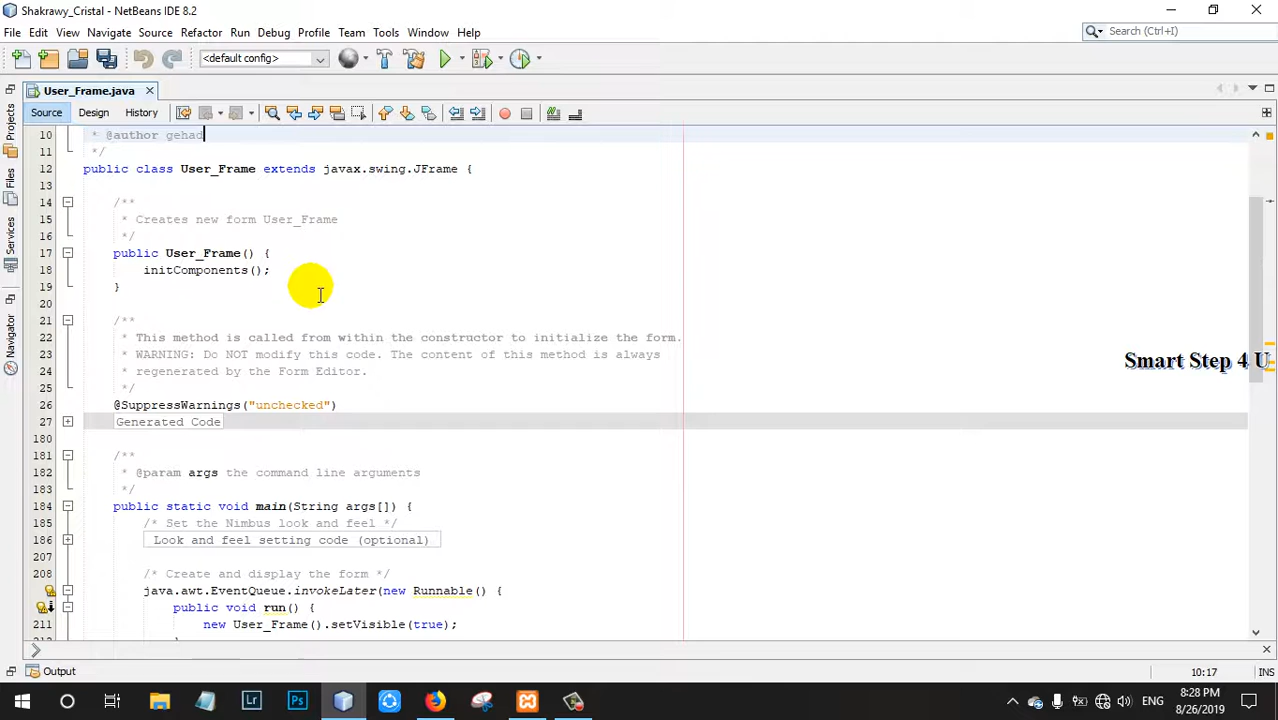 Shakrawy_Cristal - NetBeans IDE 8.2
File Edit View Navigate Source Refactor Run Debug Profile Team Tools Window Help
Search (Ctrl+I)
<default config>
User_Frame.java
Source Design History
Projects
Files
Services
Navigator
10 * @author gehad
11 */
12 public class User_Frame extends javax.swing.JFrame {
13
14 /**
15 * Creates new form User_Frame
16 */
17 public User_Frame() {
18 initComponents();
19 }
20
21 /**
22 * This method is called from within the constructor to initialize the form.
23 * WARNING: Do NOT modify this code. The content of this method is always
24 * regenerated by the Form Editor.
25 */
26 @SuppressWarnings("unchecked")
27 Generated Code
180
181 /**
182 * @param args the command line arguments
183 */
184 public static void main(String args[]) {
185 /* Set the Nimbus look and feel */
186 Look and feel setting code (optional)
207
208 /* Create and display the form */
java.awt.EventQueue.invokeLater(new Runnable() {
public void run() {
211 new User_Frame().setVisible(true);
Smart Step 4 U
Output
10:17 INS
Lr Ps
ENG
8:28 PM
8/26/2019